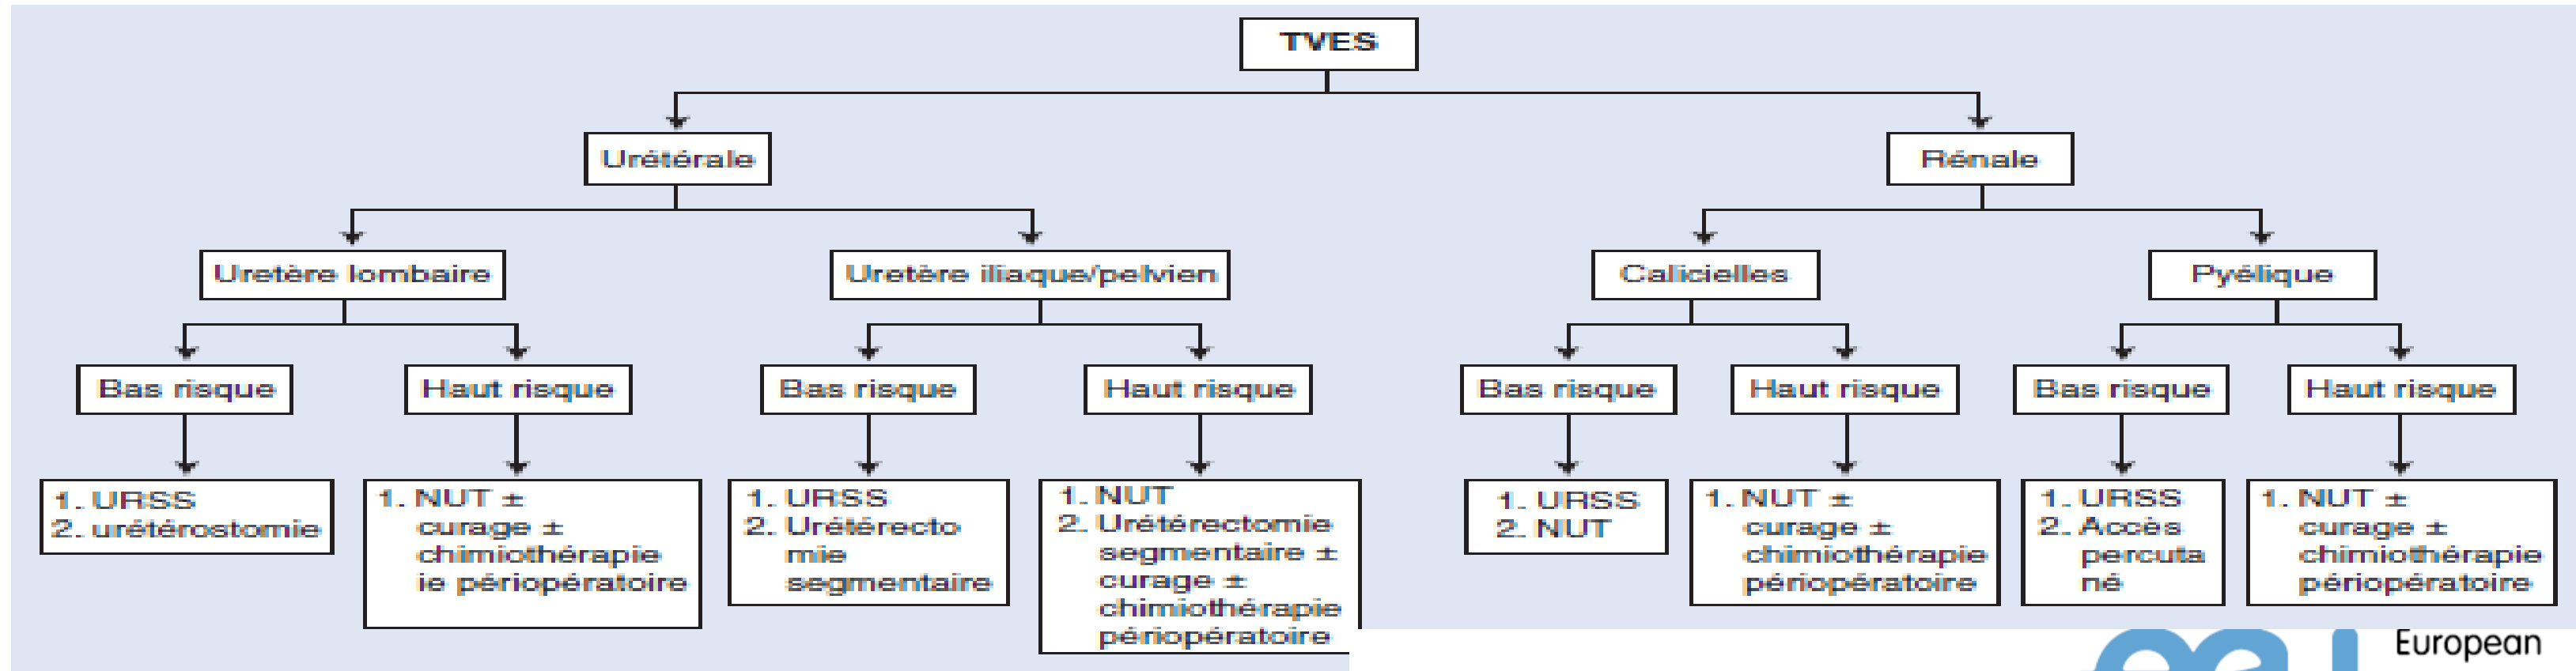 TVES
Urétérale
Rénale
Uretère lombaire
Uretère iliaque/pelvien
Calicielles
Pyélique
Bas risque
Haut risque
Bas risque
Haut risque
Bas risque
Haut risque
Bas risque
Haut risque
1. URSS
2. urétérostomie
1. NUT ±
curage ±
chimiothérapie
ie périopératoire
1. URSS
2. Urétérecto
mie
segmentaire
1. NUT
2. Urétérectomie
segmentaire ±
curage ±
chimiothérapie
périopératoire
1. URSS
2. NUT
1. NUT ±
curage ±
chimiothérapie
périopératoire
1. URSS
2. Accès
percuta
né
1. NUT ±
curage ±
chimiothérapie
périopératoire
European